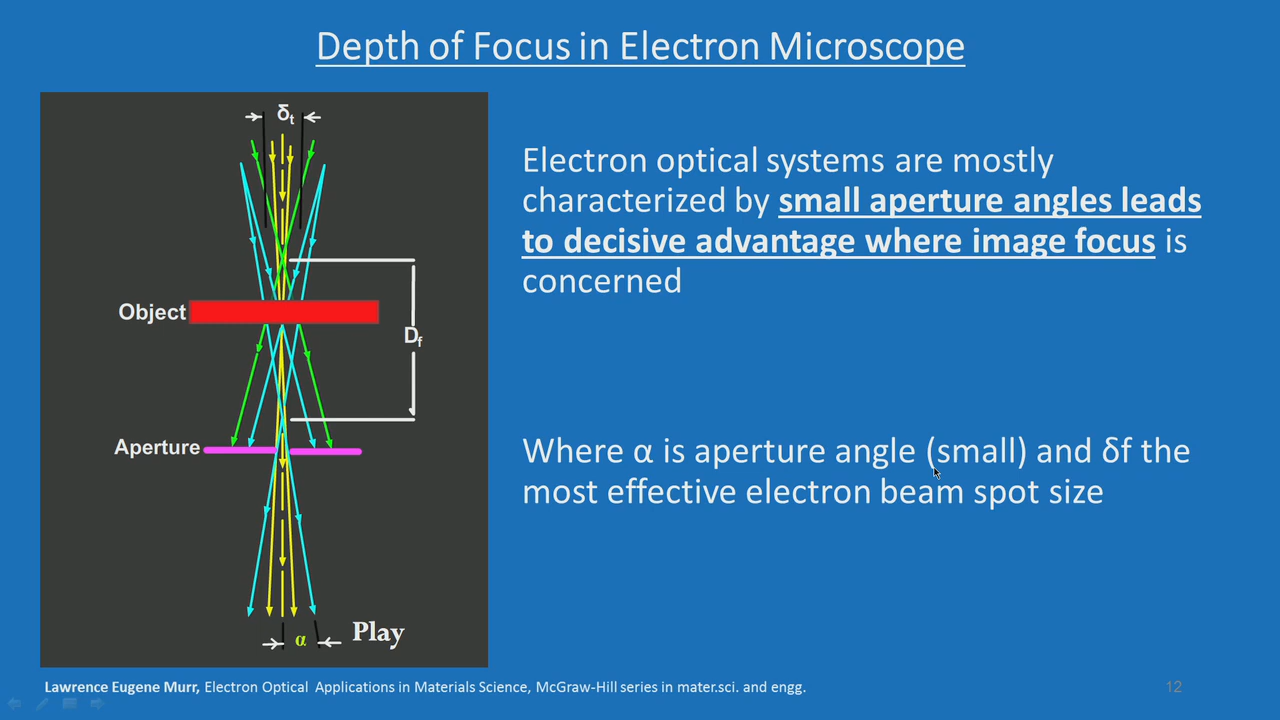 Depth of Focus in Electron Microscope
δt
Object
Df
Aperture
α
Play
Electron optical systems are mostly
characterized by small aperture angles leads
to decisive advantage where image focus is
concerned
Where α is aperture angle (small) and δf the
most effective electron beam spot size
Lawrence Eugene Murr, Electron Optical Applications in Materials Science, McGraw-Hill series in mater.sci. and engg.
12